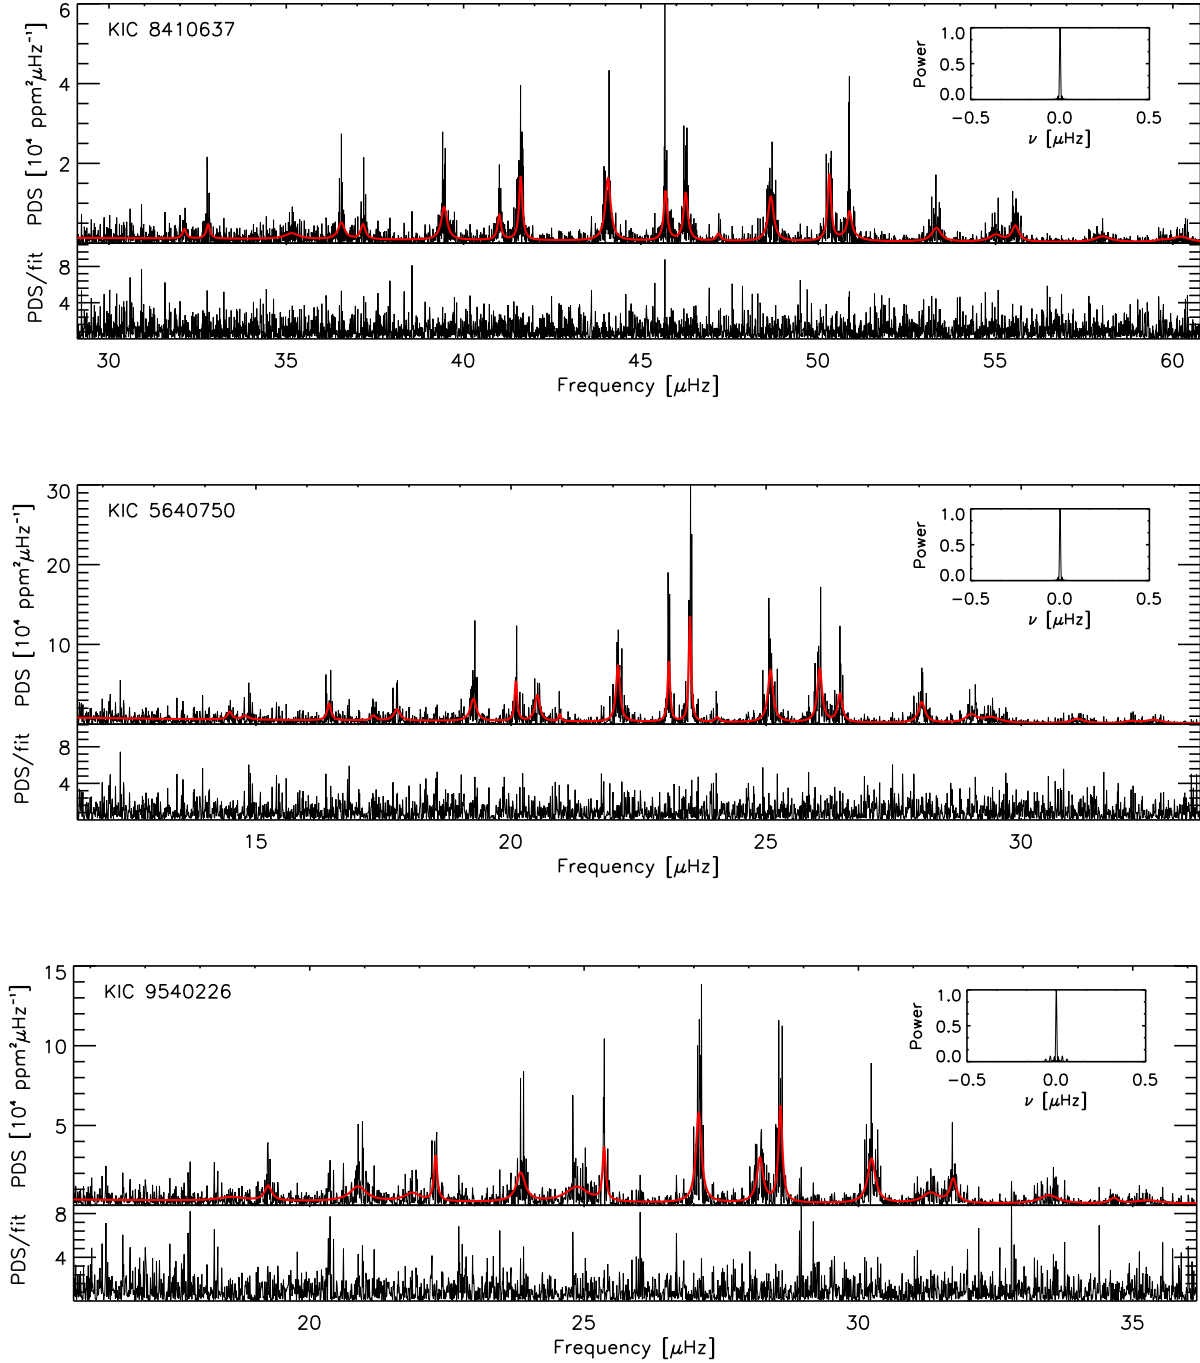 KIC 8410637
PDS [10⁴ ppm²μHz⁻¹]
6
4
2
Power
1.0
0.5
0.0
−0.5 0.0 0.5
ν [μHz]
PDS/fit
8
4
30 35 40 45 50 55 60
Frequency [μHz]
KIC 5640750
PDS [10⁴ ppm²μHz⁻¹]
30
20
10
Power
1.0
0.5
0.0
−0.5 0.0 0.5
ν [μHz]
PDS/fit
8
4
15 20 25 30
Frequency [μHz]
KIC 9540226
PDS [10⁴ ppm²μHz⁻¹]
15
10
5
Power
1.0
0.5
0.0
−0.5 0.0 0.5
ν [μHz]
PDS/fit
8
4
20 25 30 35
Frequency [μHz]